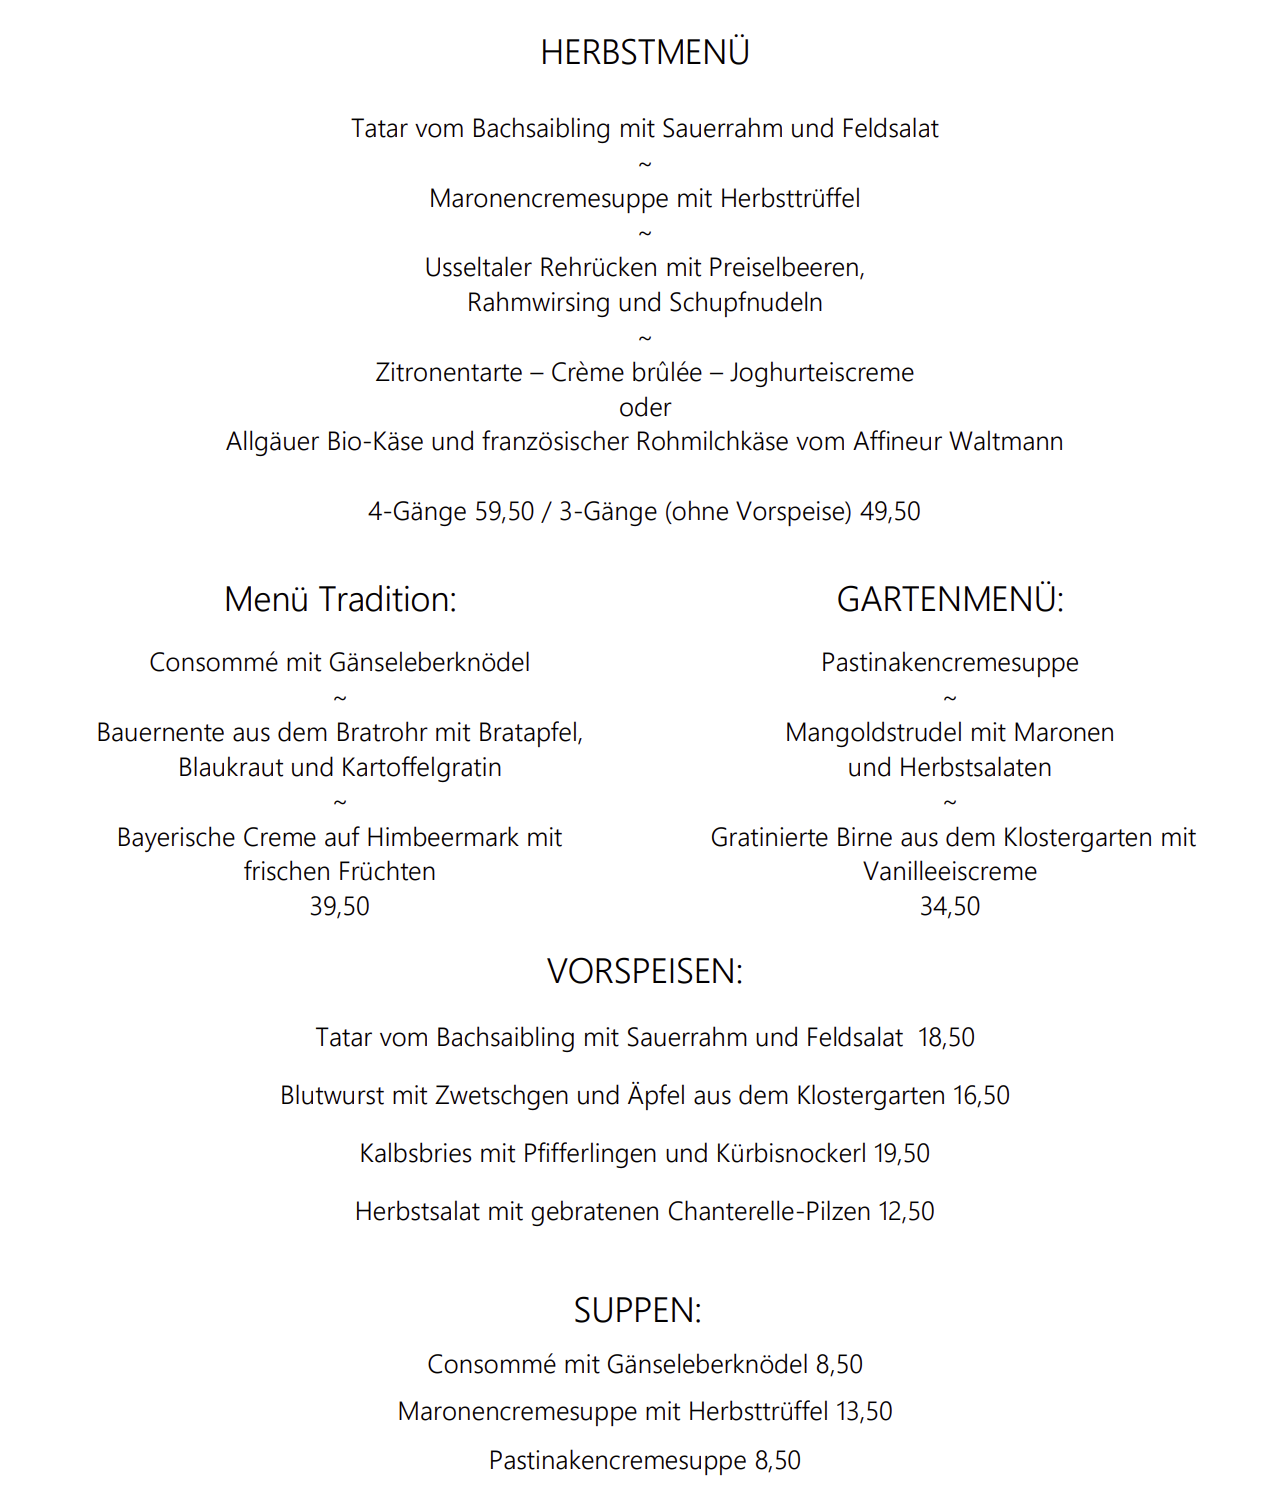 HERBSTMENÜ
Tatar vom Bachsaibling mit Sauerrahm und Feldsalat
~
Maronencremesuppe mit Herbsttrüffel
~
Usseltaler Rehrücken mit Preiselbeeren,
Rahmwirsing und Schupfnudeln
~
Zitronentarte – Crème brûlée – Joghurteiscreme
oder
Allgäuer Bio-Käse und französischer Rohmilchkäse vom Affineur Waltmann
4-Gänge 59,50 / 3-Gänge (ohne Vorspeise) 49,50
Menü Tradition:
Consommé mit Gänseleberknödel
~
Bauernente aus dem Bratrohr mit Bratapfel,
Blaukraut und Kartoffelgratin
~
Bayerische Creme auf Himbeermark mit
frischen Früchten
39,50
GARTENMENÜ:
Pastinakencremesuppe
~
Mangoldstrudel mit Maronen
und Herbstsalaten
~
Gratinierte Birne aus dem Klostergarten mit
Vanilleeiscreme
34,50
VORSPEISEN:
Tatar vom Bachsaibling mit Sauerrahm und Feldsalat  18,50
Blutwurst mit Zwetschgen und Äpfel aus dem Klostergarten 16,50
Kalbsbries mit Pfifferlingen und Kürbisnockerl 19,50
Herbstsalat mit gebratenen Chanterelle-Pilzen 12,50
SUPPEN:
Consommé mit Gänseleberknödel 8,50
Maronencremesuppe mit Herbsttrüffel 13,50
Pastinakencremesuppe 8,50